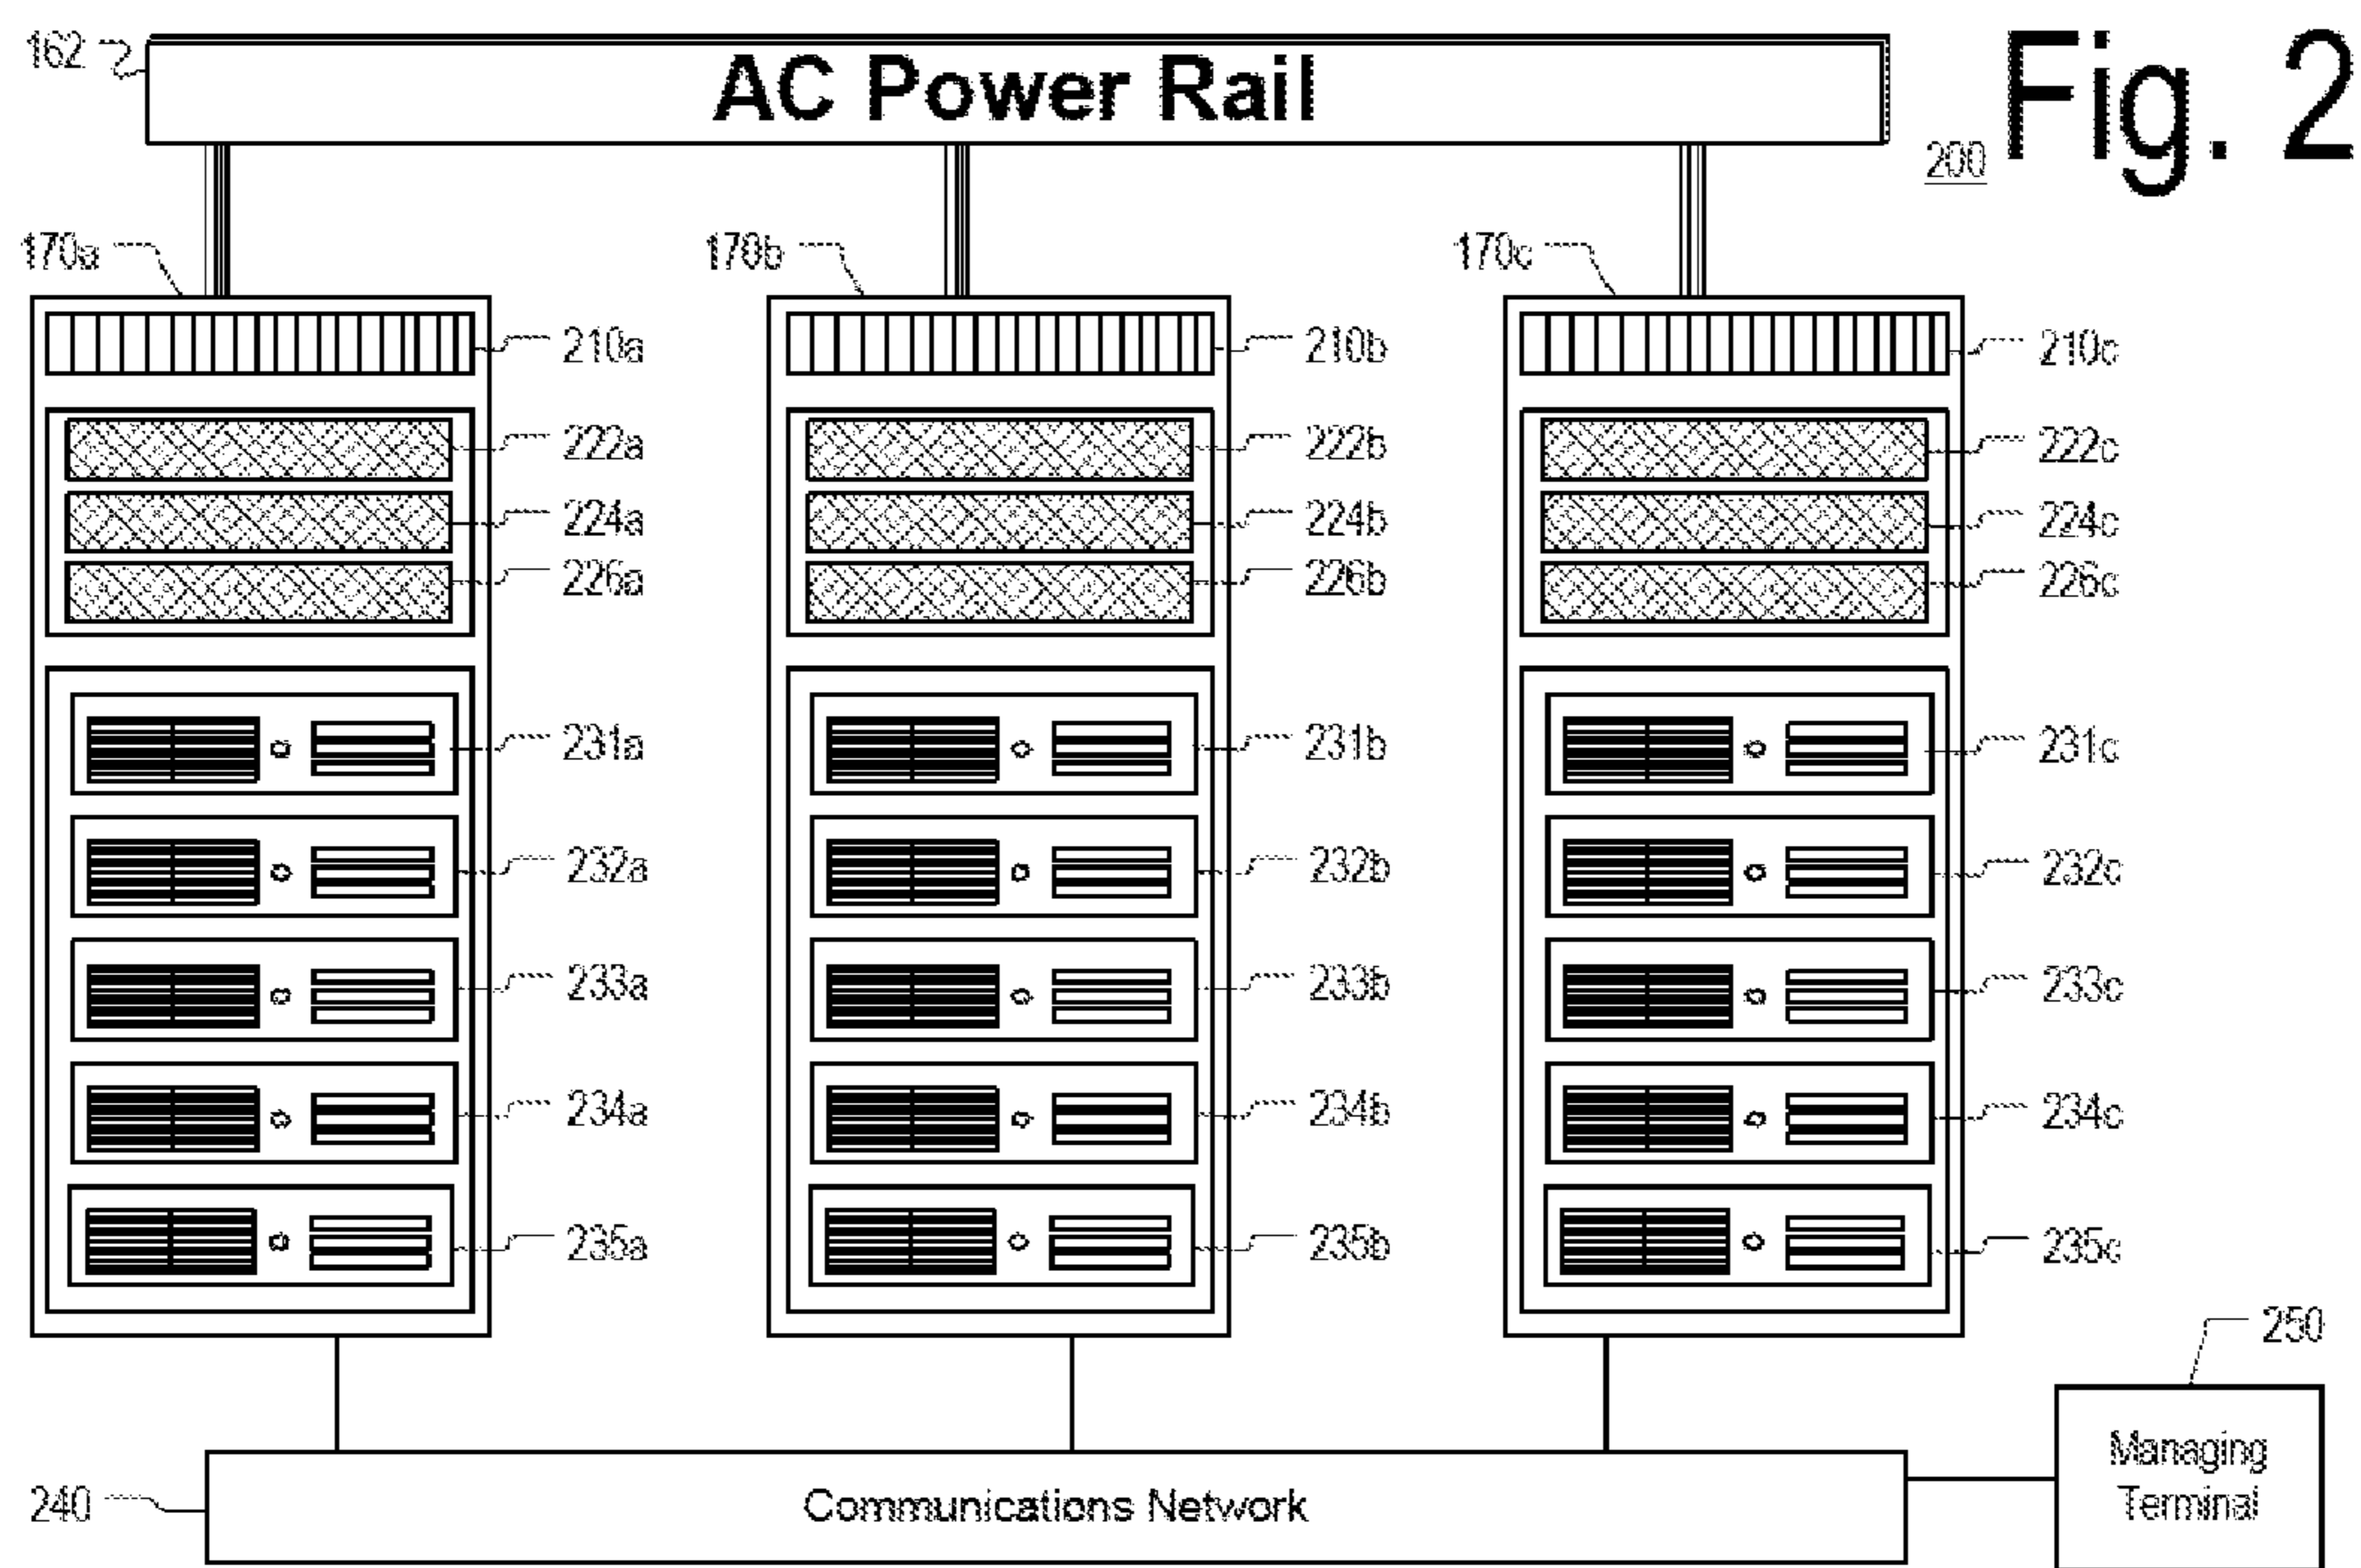 162
AC Power Rail
Fig. 2
200
170a
170b
170c
210a
210b
210c
222a
222b
222c
224a
224b
224c
226a
226b
226c
231a
231b
231c
232a
232b
232c
233a
233b
233c
234a
234b
234c
235a
235b
235c
250
240
Communications Network
Managing
Terminal